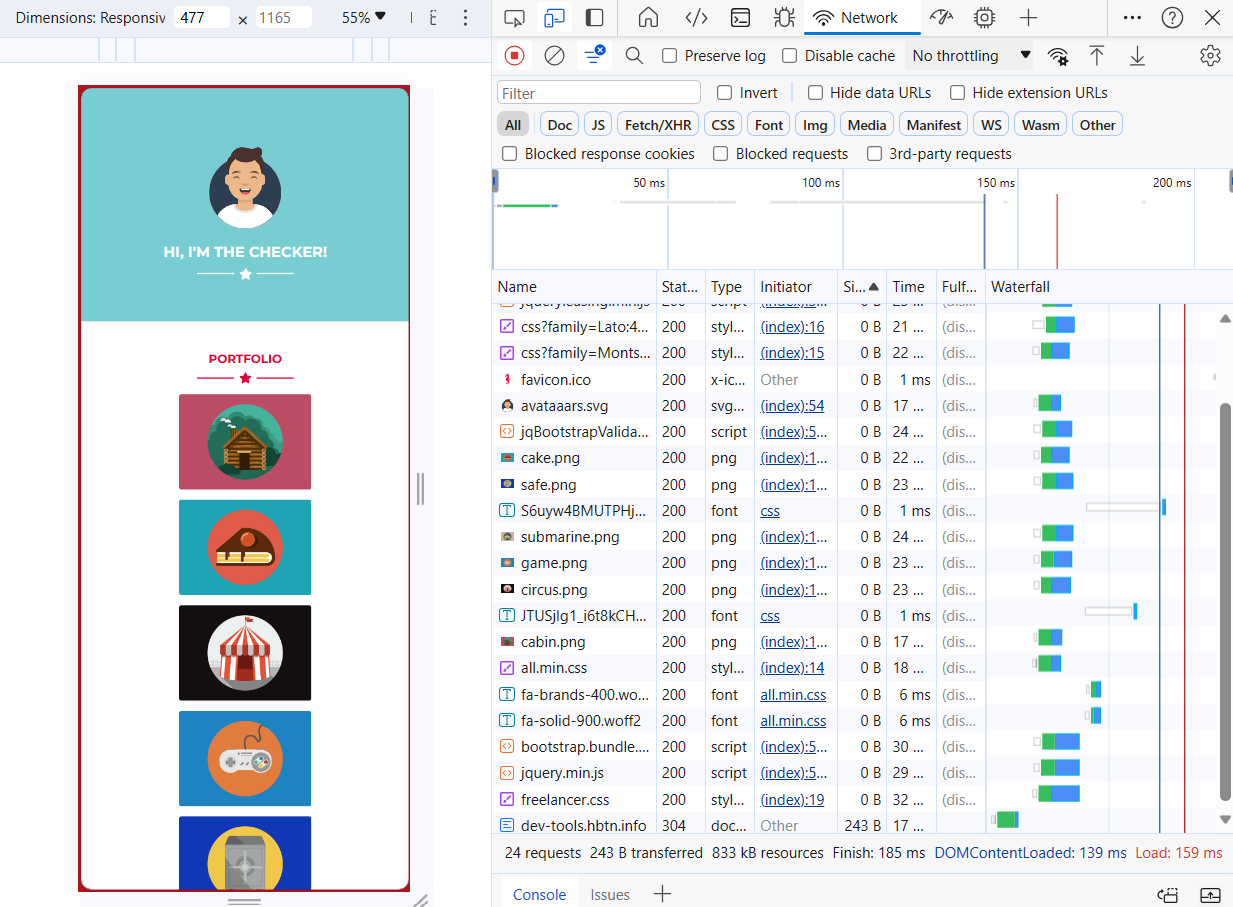 Dimensions: Responsiv 477 × 1165 55% ▼
Network
Preserve log Disable cache No throttling
Filter Invert Hide data URLs Hide extension URLs
All Doc JS Fetch/XHR CSS Font Img Media Manifest WS Wasm Other
Blocked response cookies Blocked requests 3rd-party requests
50 ms 100 ms 150 ms 200 ms
HI, I'M THE CHECKER!
PORTFOLIO
Name Stat... Type Initiator Si... Time Fulf... Waterfall
css?family=Lato:4... 200 styl... (index):16 0 B 21 ... (dis...
css?family=Monts... 200 styl... (index):15 0 B 22 ... (dis...
favicon.ico 200 x-ic... Other 0 B 1 ms (dis...
avataaars.svg 200 svg... (index):54 0 B 17 ... (dis...
jqBootstrapValida... 200 script (index):5... 0 B 24 ... (dis...
cake.png 200 png (index):1... 0 B 22 ... (dis...
safe.png 200 png (index):1... 0 B 23 ... (dis...
S6uyw4BMUTPHj... 200 font css 0 B 1 ms (dis...
submarine.png 200 png (index):1... 0 B 24 ... (dis...
game.png 200 png (index):1... 0 B 23 ... (dis...
circus.png 200 png (index):1... 0 B 23 ... (dis...
JTUSjIg1_i6t8kCH... 200 font css 0 B 1 ms (dis...
cabin.png 200 png (index):1... 0 B 17 ... (dis...
all.min.css 200 styl... (index):14 0 B 18 ... (dis...
fa-brands-400.wo... 200 font all.min.css 0 B 6 ms (dis...
fa-solid-900.woff2 200 font all.min.css 0 B 6 ms (dis...
bootstrap.bundle.... 200 script (index):5... 0 B 30 ... (dis...
jquery.min.js 200 script (index):5... 0 B 29 ... (dis...
freelancer.css 200 styl... (index):19 0 B 32 ... (dis...
dev-tools.hbtn.info 304 doc... Other 243 B 17 ...
24 requests 243 B transferred 833 kB resources Finish: 185 ms DOMContentLoaded: 139 ms Load: 159 ms
Console Issues